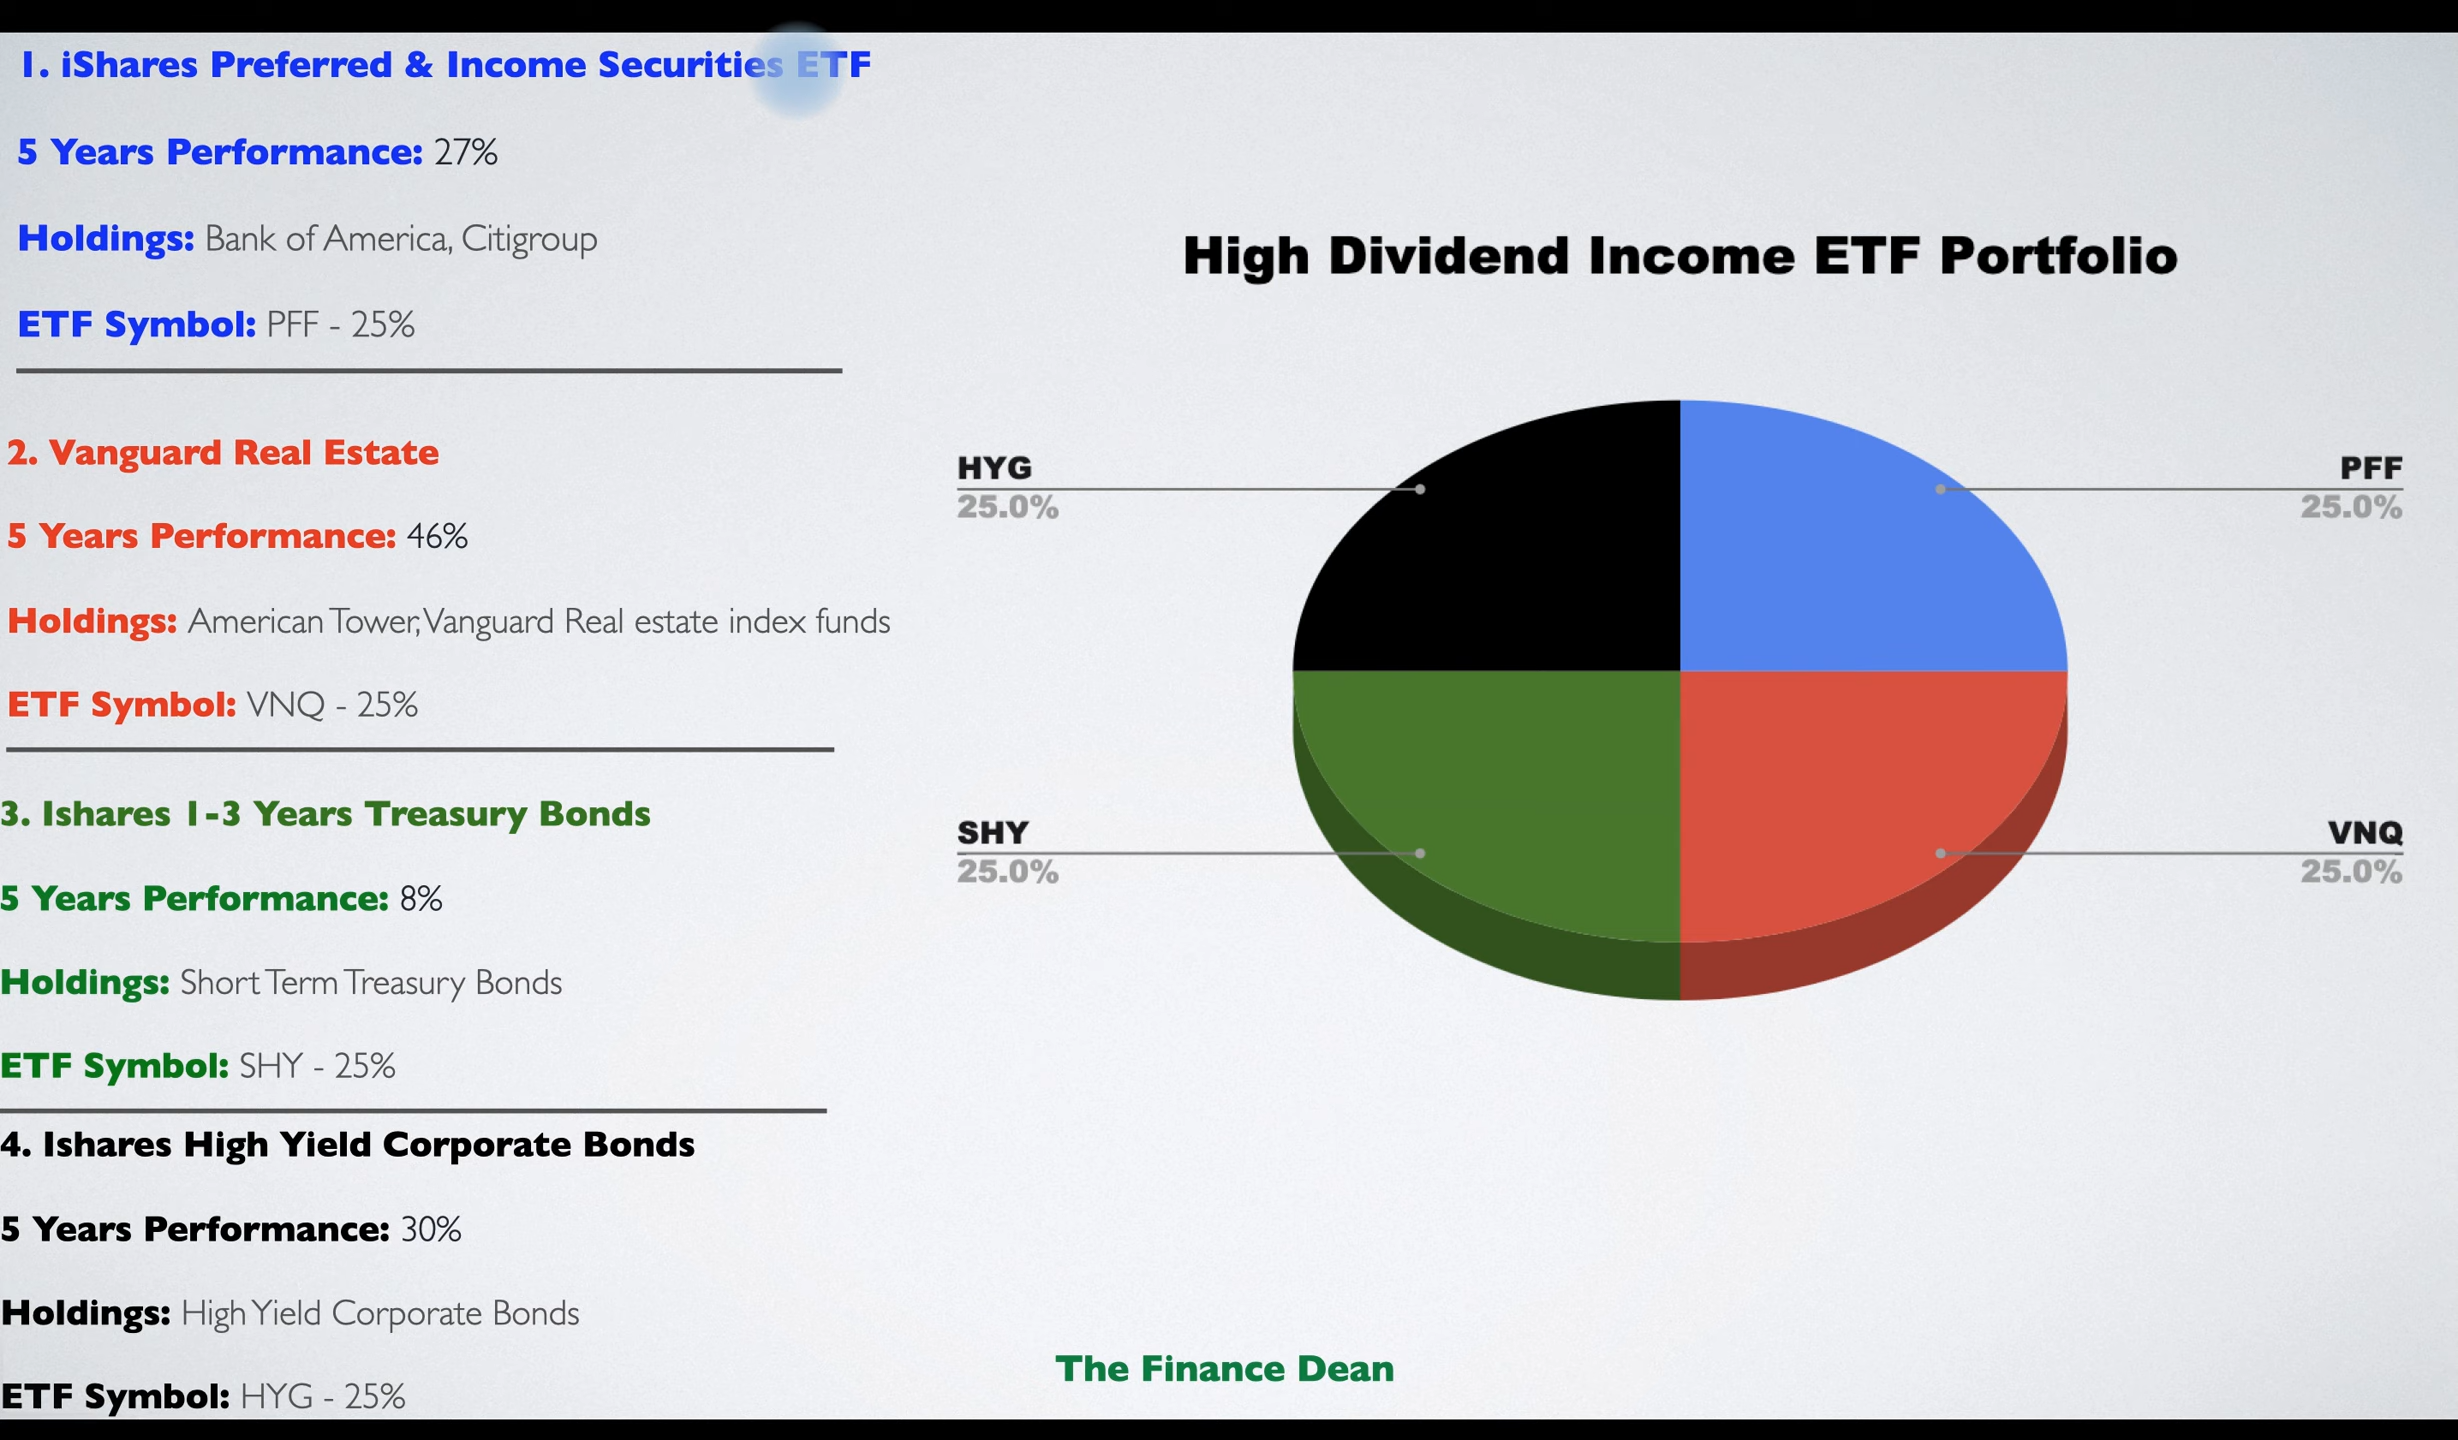 1. iShares Preferred & Income Securities ETF
5 Years Performance: 27%
Holdings: Bank of America, Citigroup
ETF Symbol: PFF - 25%
2. Vanguard Real Estate
5 Years Performance: 46%
Holdings: American Tower, Vanguard Real estate index funds
ETF Symbol: VNQ - 25%
3. Ishares 1-3 Years Treasury Bonds
5 Years Performance: 8%
Holdings: Short Term Treasury Bonds
ETF Symbol: SHY - 25%
4. Ishares High Yield Corporate Bonds
5 Years Performance: 30%
Holdings: High Yield Corporate Bonds
ETF Symbol: HYG - 25%
High Dividend Income ETF Portfolio
HYG
25.0%
PFF
25.0%
SHY
25.0%
VNQ
25.0%
The Finance Dean